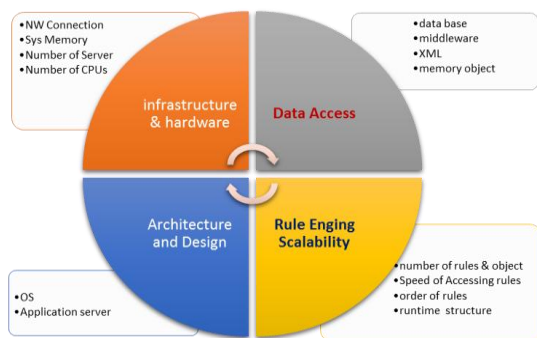 •NW Connection
•Sys Memory
•Number of Server
•Number of CPUs
infrastructure
& hardware
Data Access
•data base
•middleware
•XML
•memory object
Architecture
and Design
Rule Enging
Scalability
•OS
•Application server
•number of rules & object
•Speed of Accessing rules
•order of rules
•runtime structure